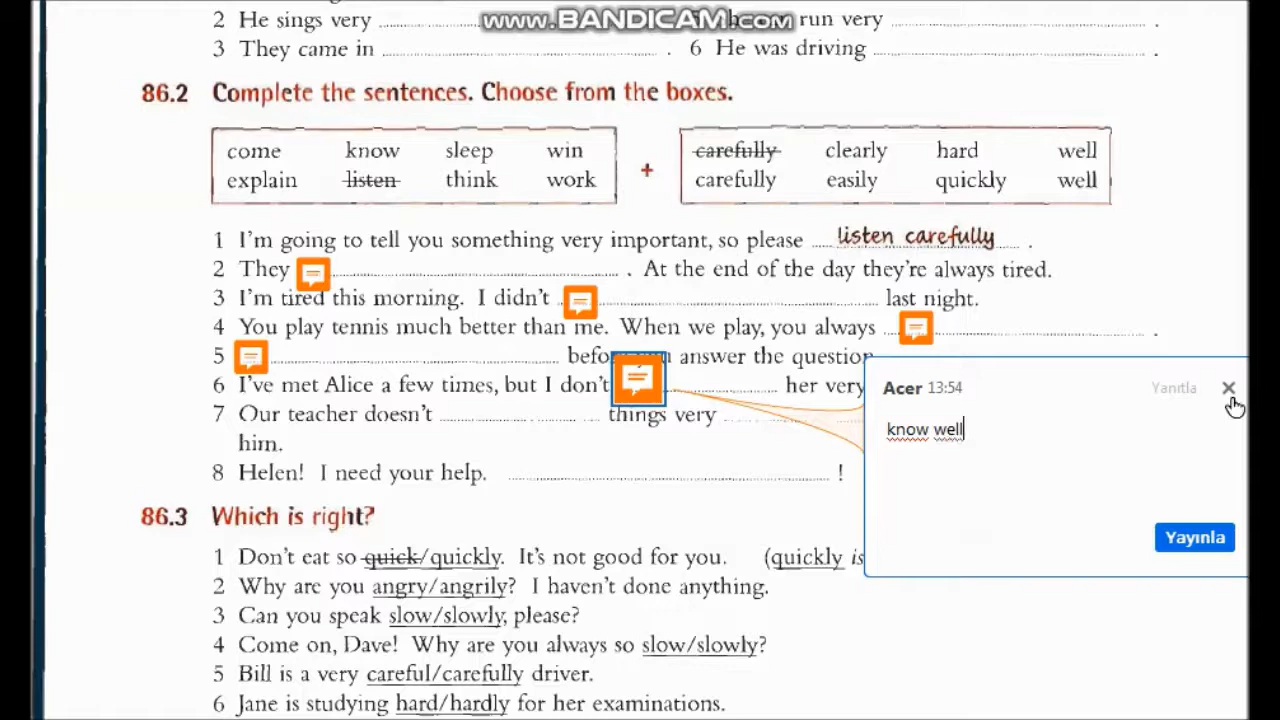 2 He sings very ............ run very ............ .
www.BANDICAM.com
3 They came in ............ . 6 He was driving ............ .
86.2 Complete the sentences. Choose from the boxes.
come know sleep win
explain listen think work
+
carefully clearly hard well
carefully easily quickly well
1 I'm going to tell you something very important, so please listen carefully .
2 They ............ . At the end of the day they're always tired.
3 I'm tired this morning. I didn't ............ last night.
4 You play tennis much better than me. When we play, you always ............ .
5 ............ answer the question
6 I've met Alice a few times, but I don't ............ her very
7 Our teacher doesn't ............ things very ............
him.
8 Helen! I need your help. ............ !
Acer 13:54 Yanıtla
know well
Yayınla
86.3 Which is right?
1 Don't eat so quick/quickly. It's not good for you. (quickly is
2 Why are you angry/angrily? I haven't done anything.
3 Can you speak slow/slowly, please?
4 Come on, Dave! Why are you always so slow/slowly?
5 Bill is a very careful/carefully driver.
6 Jane is studying hard/hardly for her examinations.